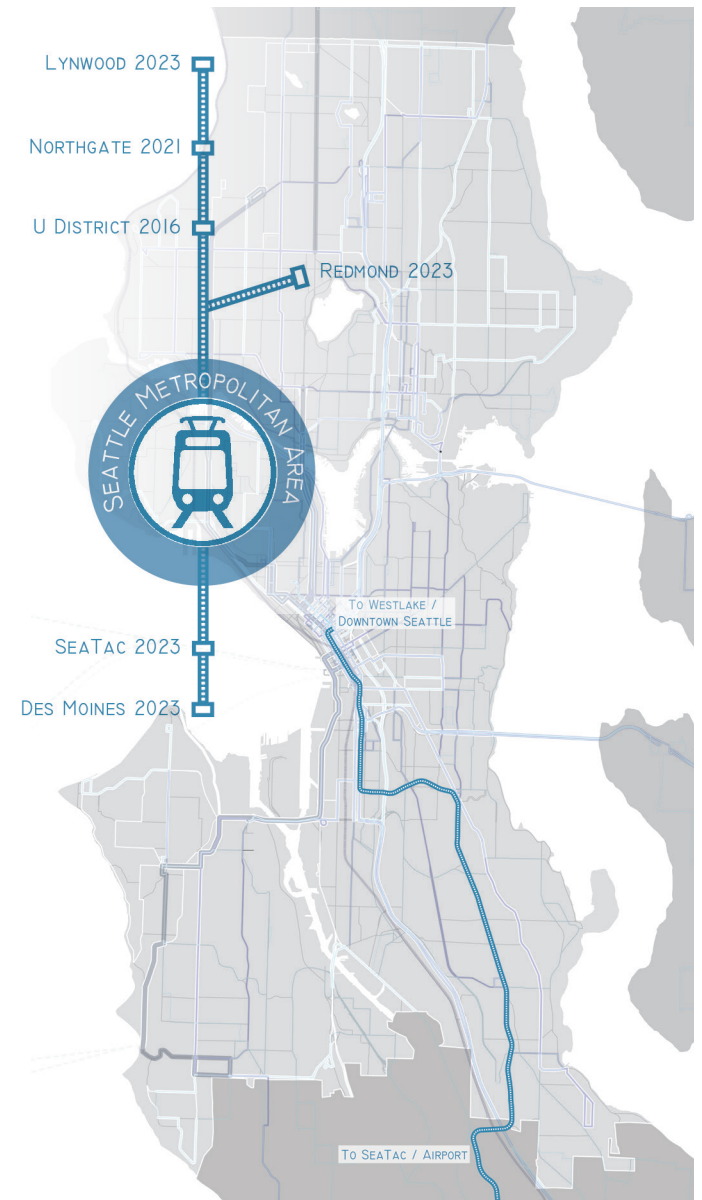 LYNWOOD 2023
NORTHGATE 2021
U DISTRICT 2016
REDMOND 2023
SEATTLE METROPOLITAN AREA
TO WESTLAKE /
DOWNTOWN SEATTLE
SEATAC 2023
DES MOINES 2023
TO SEATAC / AIRPORT